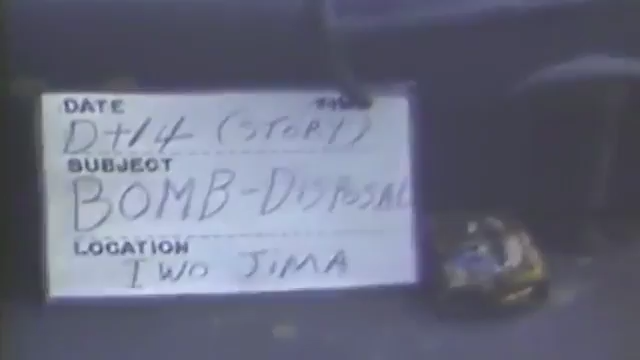 DATE
D+14 (STORY)
SUBJECT
BOMB-DISPOSAL
LOCATION
IWO JIMA